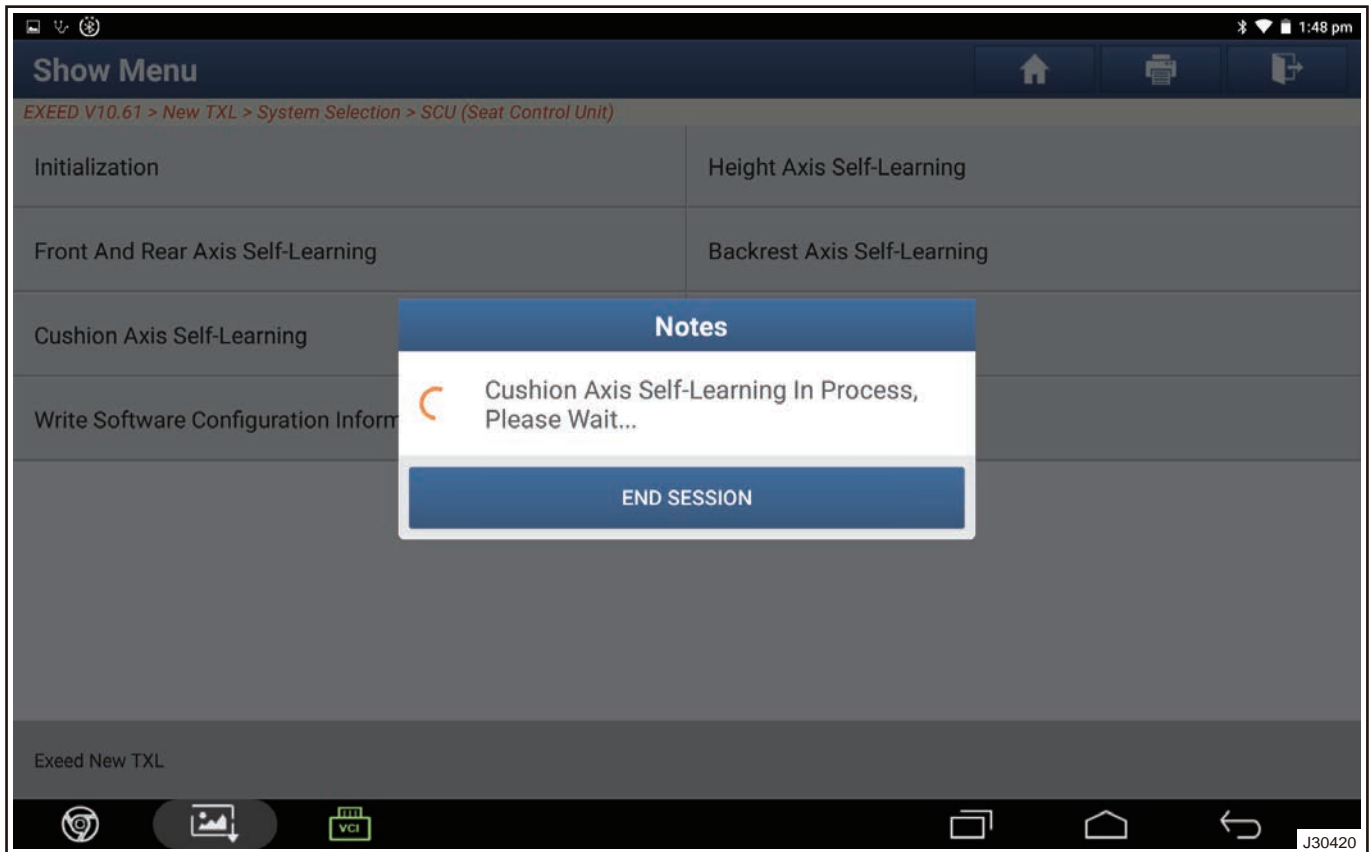 1:48 pm
Show Menu
EXEED V10.61 > New TXL > System Selection > SCU (Seat Control Unit)
Initialization
Height Axis Self-Learning
Front And Rear Axis Self-Learning
Backrest Axis Self-Learning
Cushion Axis Self-Learning
Write Software Configuration
Notes
Cushion Axis Self-Learning In Process,
Please Wait...
END SESSION
Exeed New TXL
VCI
J30420